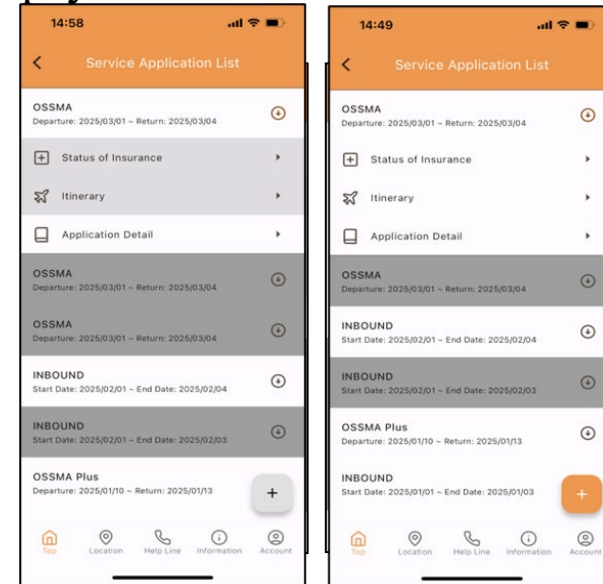 14:58
Service Application List
OSSMA
Departure: 2025/03/01 ~ Return: 2025/03/04
Status of Insurance
Itinerary
Application Detail
OSSMA
Departure: 2025/03/01 ~ Return: 2025/03/04
OSSMA
Departure: 2025/03/01 ~ Return: 2025/03/04
INBOUND
Start Date: 2025/02/01 ~ End Date: 2025/02/04
INBOUND
Start Date: 2025/02/01 ~ End Date: 2025/02/03
OSSMA Plus
Departure: 2025/01/10 ~ Return: 2025/01/13
+
Top Location Help Line Information Account
14:49
Service Application List
OSSMA
Departure: 2025/03/01 ~ Return: 2025/03/04
Status of Insurance
Itinerary
Application Detail
OSSMA
Departure: 2025/03/01 ~ Return: 2025/03/04
INBOUND
Start Date: 2025/02/01 ~ End Date: 2025/02/04
INBOUND
Start Date: 2025/02/01 ~ End Date: 2025/02/03
OSSMA Plus
Departure: 2025/01/10 ~ Return: 2025/01/13
INBOUND
Start Date: 2025/01/01 ~ End Date: 2025/01/03
+
Top Location Help Line Information Account